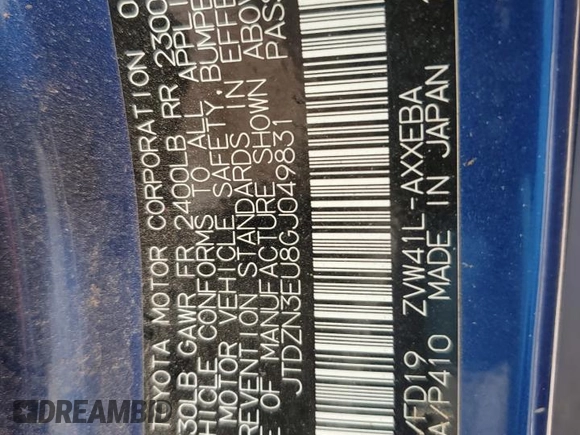 TOYOTA MOTOR CORPORATION 0
30LB GAWR FR 2400LB RR 2300
HICLE CONFORMS TO ALL APPLI
MOTOR VEHICLE SAFETY, BUMPE
REVENTION STANDARDS IN EFFE
E OF MANUFACTURE SHOWN ABOV
JTDZN3EU8GJ049831 PASS
/FD19 ZVW41L-AXXEBA
A/P410 MADE IN JAPAN
DREAMBID